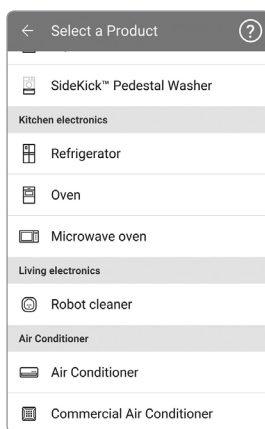 ← Select a Product ?
SideKick™ Pedestal Washer
Kitchen electronics
Refrigerator
Oven
Microwave oven
Living electronics
Robot cleaner
Air Conditioner
Air Conditioner
Commercial Air Conditioner